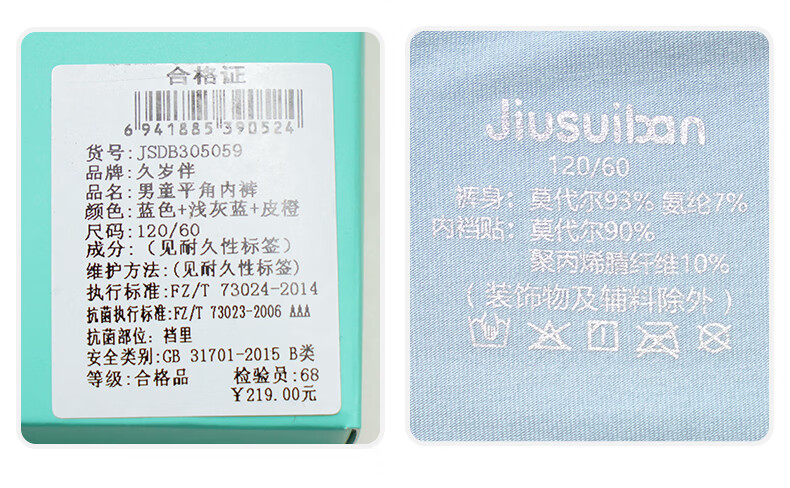 合格证
6 941885 390524
货号:JSDB305059
品牌:久岁伴
品名:男童平角内裤
颜色:蓝色+浅灰蓝+皮橙
尺码:120/60
成分:(见耐久性标签)
维护方法:(见耐久性标签)
执行标准:FZ/T 73024-2014
抗菌执行标准:FZ/T 73023-2006 AAA
抗菌部位: 裆里
安全类别:GB 31701-2015 B类
等级:合格品 检验员:68
￥219.00元
Jiusuiban
120/60
裤身: 莫代尔93% 氨纶7%
内裆贴: 莫代尔90%
聚丙烯腈纤维10%
(装饰物及辅料除外)